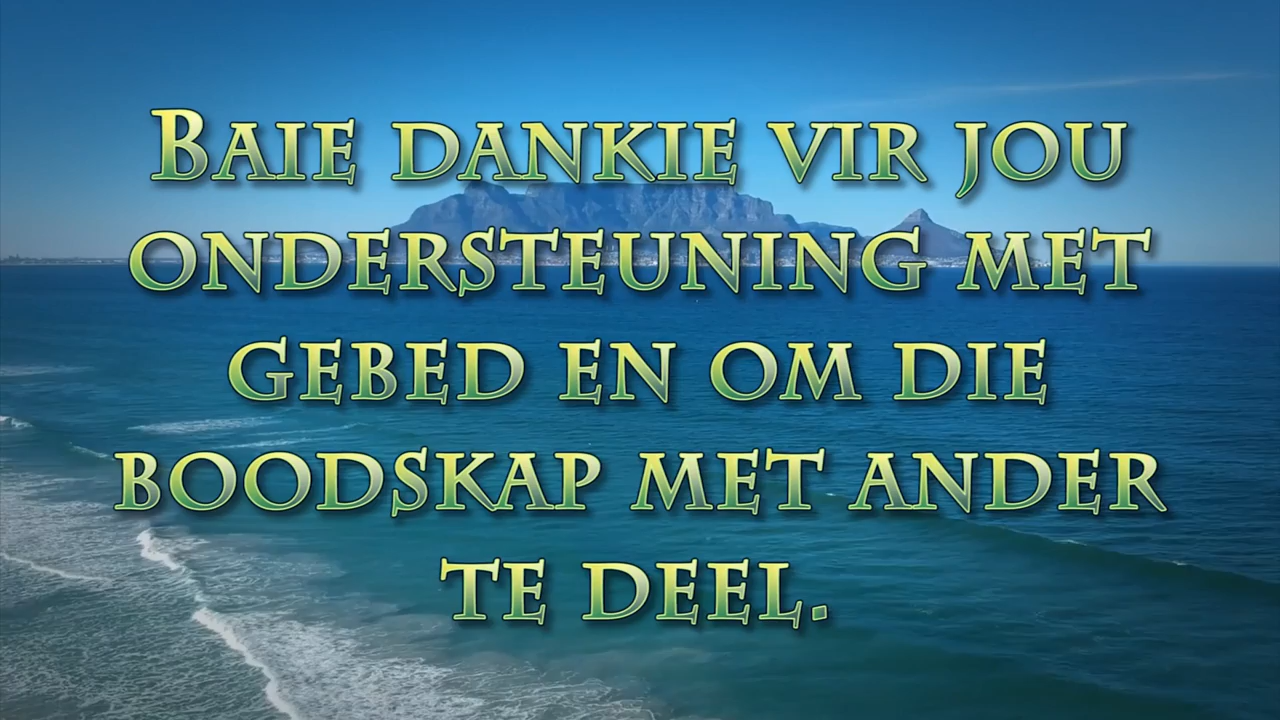 Baie dankie vir jou
ondersteuning met
gebed en om die
boodskap met ander
te deel.